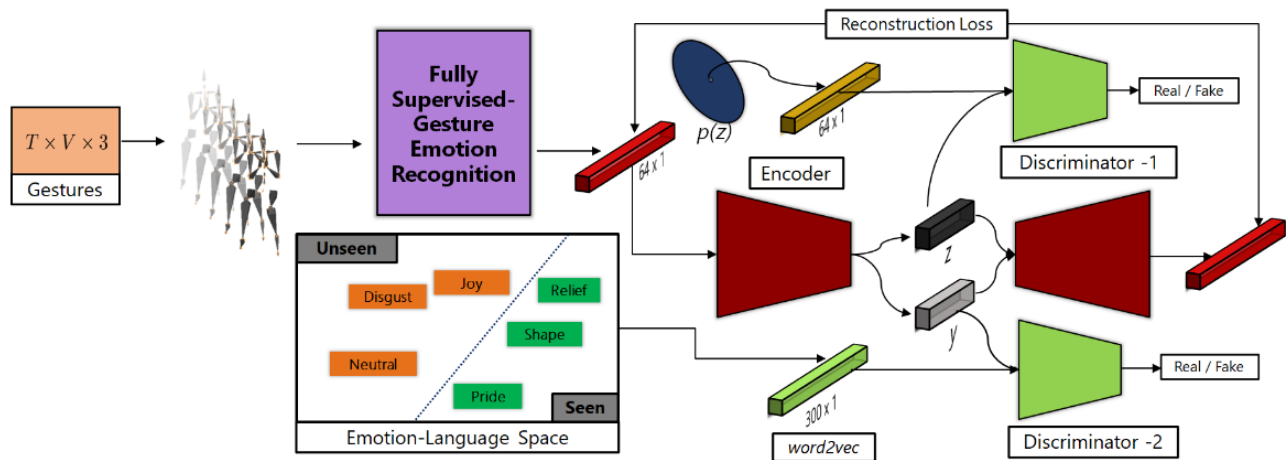 T × V × 3
Gestures
Fully
Supervised-
Gesture
Emotion
Recognition
64 x 1
p(z)
64 x 1
Reconstruction Loss
Real / Fake
Discriminator -1
Encoder
z
y
Unseen
Disgust
Joy
Relief
Shape
Neutral
Pride
Seen
Emotion-Language Space
300 x 1
word2vec
Real / Fake
Discriminator -2